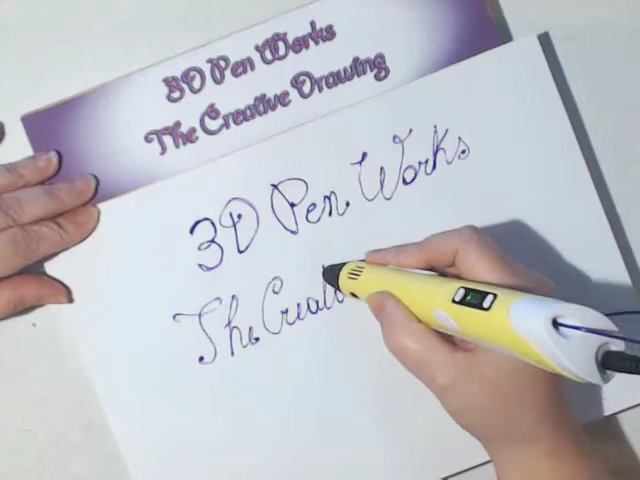 3D Pen Works
The Creative Drawing
3D Pen Works
The Creat